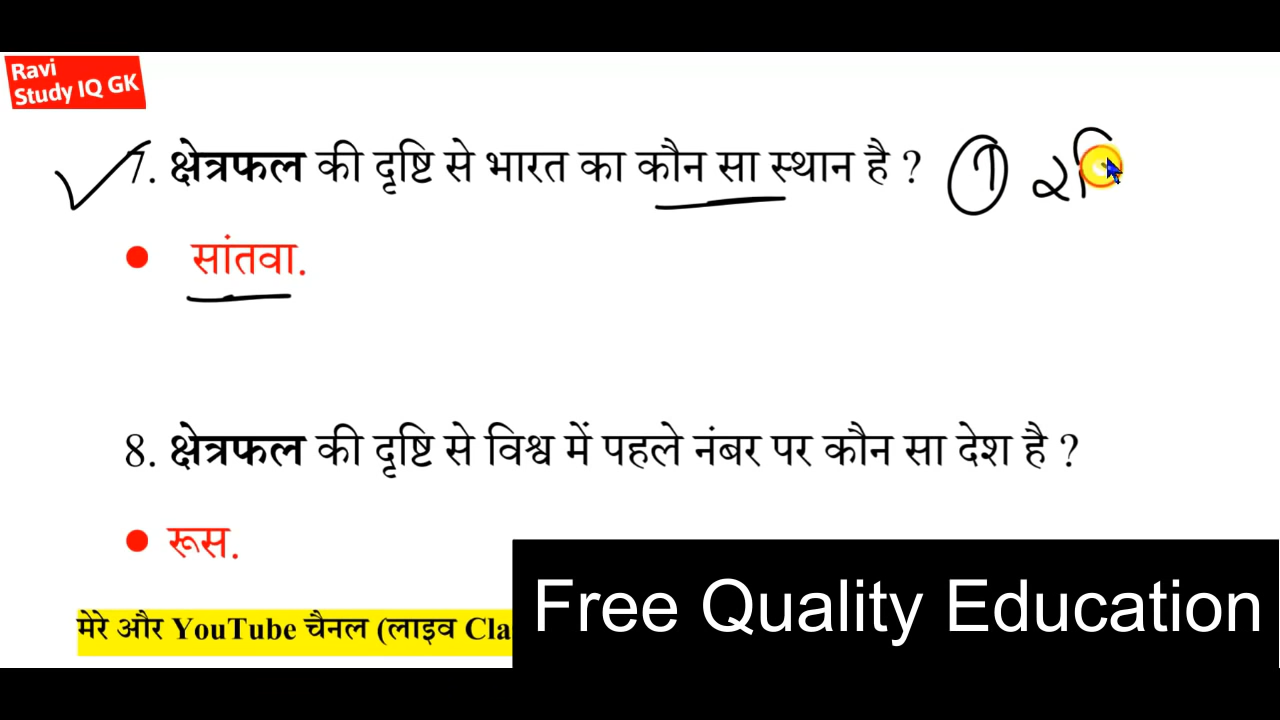 Ravi
Study IQ GK
7. क्षेत्रफल की दृष्टि से भारत का कौन सा स्थान है ? 1
• सांतवा.
8. क्षेत्रफल की दृष्टि से विश्व में पहले नंबर पर कौन सा देश है ?
• रूस.
मेरे और YouTube चैनल (लाइव Cla
Free Quality Education